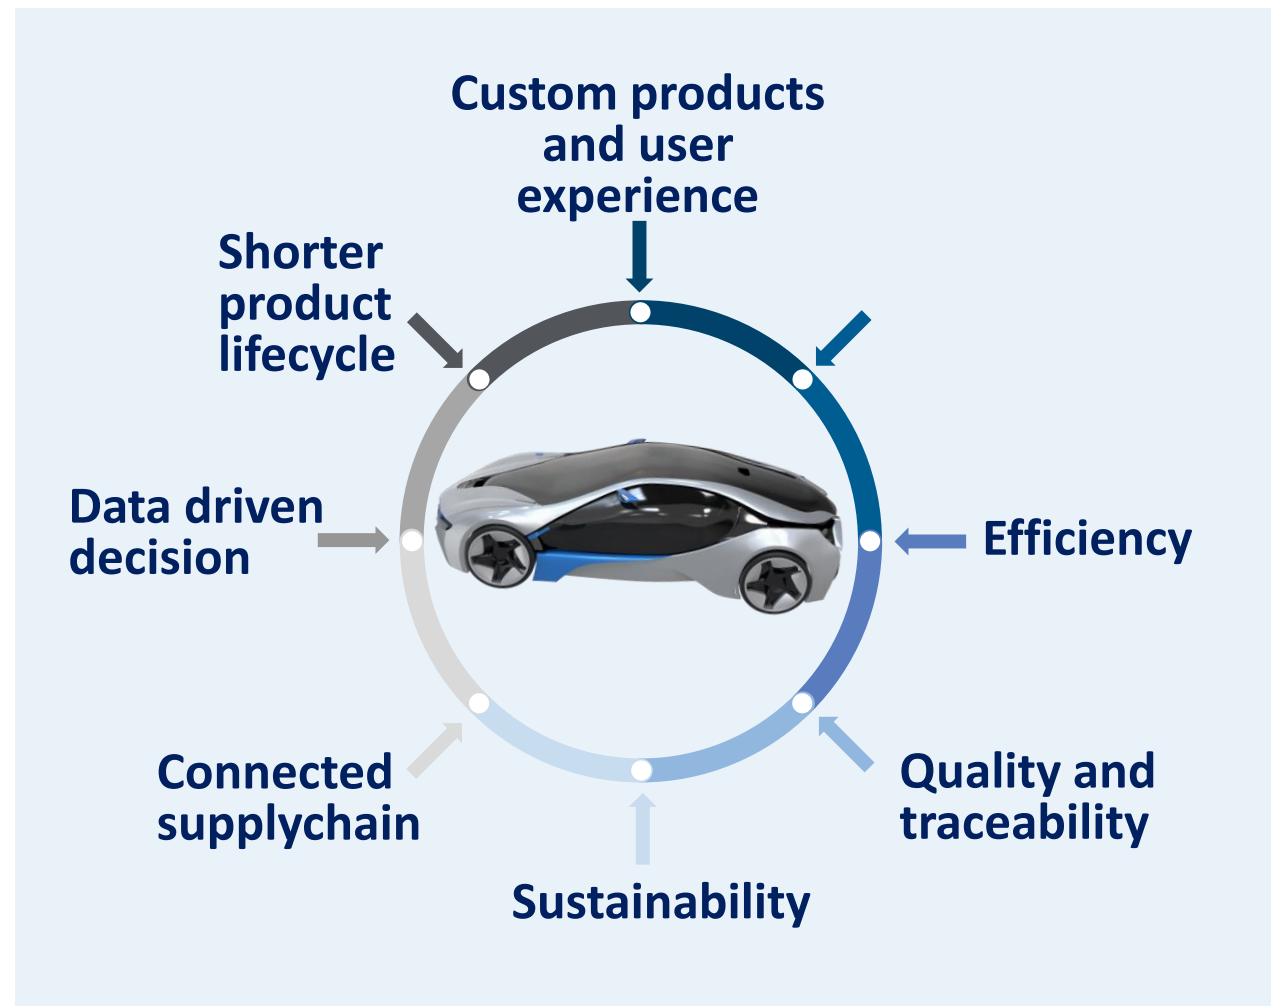 Custom products
and user
experience
Shorter
product
lifecycle
Data driven
decision
Efficiency
Connected
supplychain
Quality and
traceability
Sustainability